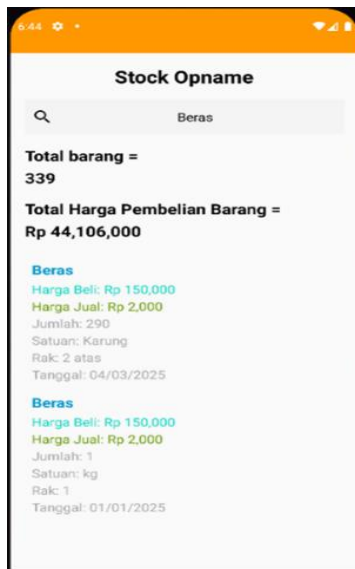 6:44
Stock Opname
Beras
Total barang =
339
Total Harga Pembelian Barang =
Rp 44,106,000
Beras
Harga Beli: Rp 150,000
Harga Jual: Rp 2,000
Jumlah: 290
Satuan: Karung
Rak: 2 atas
Tanggal: 04/03/2025
Beras
Harga Beli: Rp 150,000
Harga Jual: Rp 2,000
Jumlah: 1
Satuan: kg
Rak: 1
Tanggal: 01/01/2025